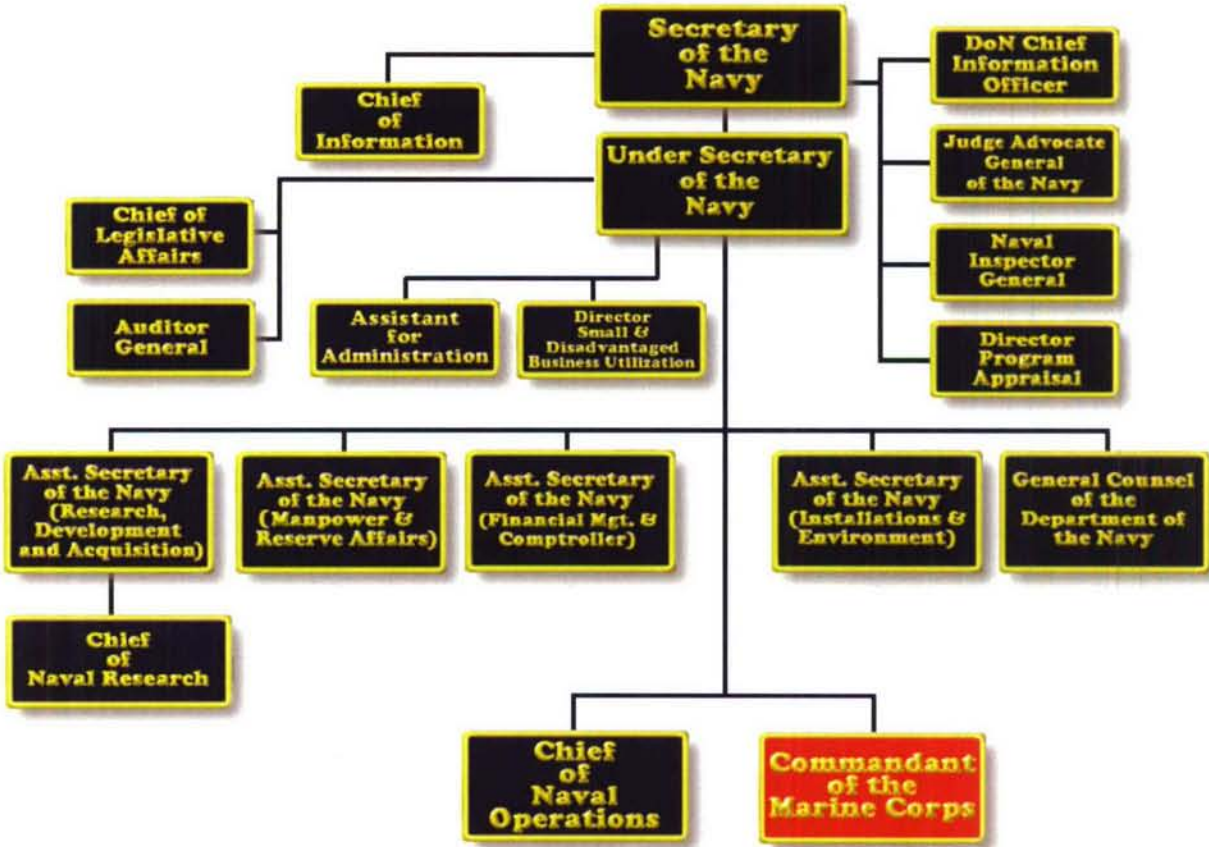 Secretary
of the
Navy
Chief
of
Information
DoN Chief
Information
Officer
Under Secretary
of the
Navy
Judge Advocate
General
of the Navy
Chief of
Legislative
Affairs
Naval
Inspector
General
Auditor
General
Assistant
for
Administration
Director
Small &
Disadvantaged
Business Utilization
Director
Program
Appraisal
Asst. Secretary
of the Navy
(Research,
Development
and Acquisition)
Asst. Secretary
of the Navy
(Manpower &
Reserve Affairs)
Asst. Secretary
of the Navy
(Financial Mgt. &
Comptroller)
Asst. Secretary
of the Navy
(Installations &
Environment)
General Counsel
of the
Department of
the Navy
Chief
of
Naval Research
Chief
of
Naval
Operations
Commandant
of the
Marine Corps